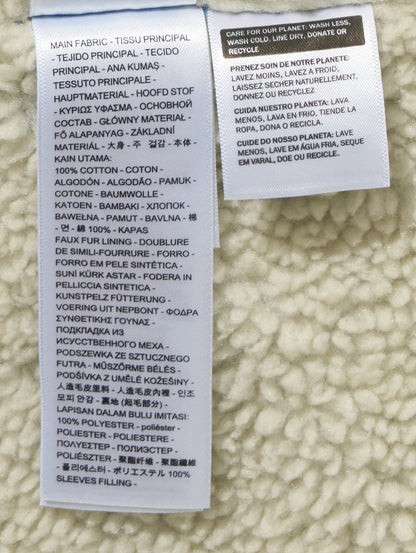 MAIN FABRIC - TISSU PRINCIPAL
- TEJIDO PRINCIPAL - TECIDO
PRINCIPAL - ANA KUMAŞ -
TESSUTO PRINCIPALE -
HAUPTMATERIAL - HOOFD STOF
- ΚΥΡΙΩΣ ΥΦΑΣΜΑ - ОСНОВНОЙ
СОСТАВ - GŁÓWNY MATERIAL -
FŐ ALAPANYAG - ZÁKLADNÍ
MATERIÁL - 大身 - 주 겉감 - 本体 -
KAIN UTAMA:
100% COTTON - COTON -
ALGODÓN - ALGODÃO - PAMUK -
COTONE - BAUMWOLLE -
KATOEN - ΒΑΜΒΑΚΙ - ХЛОПОК -
BAWEŁNA - PAMUT - BAVLNA - 棉
- 면 - 綿 100% - KAPAS
FAUX FUR LINING - DOUBLURE
DE SIMILI-FOURRURE - FORRO -
FORRO EM PELE SINTÉTICA -
SUNİ KÜRK ASTAR - FODERA IN
PELLICCIA SINTETICA -
KUNSTPELZ FÜTTERUNG -
VOERING UIT NEPBONT - ΦΟΔΡΑ
ΣΥΝΘΕΤΙΚΗΣ ΓΟΥΝΑΣ -
ПОДКЛАДКА ИЗ
ИСКУССТВЕННОГО МЕХА -
PODSZEWKA ZE SZTUCZNEGO
FUTRA - MŰSZŐRME BÉLÉS -
PODŠÍVKA Z UMĚLÉ KOŽEŠINY -
人造毛皮里料 - 人造毛皮內裡 - 인조
모피 안감 - 裏地 (起毛部分) -
LAPISAN DALAM BULU IMITASI:
100% POLYESTER - poliéster -
POLIESTER - POLIESTERE -
ΠΟΛΥΕΣΤΕΡ - ПОЛИЭСТЕР -
POLIÉSZTER - 聚酯纤维 - 聚酯纖維
- 폴리에스터 - ポリエステル 100%
SLEEVES FILLING -
CARE FOR OUR PLANET: WASH LESS,
WASH COLD. LINE DRY, DONATE OR
RECYCLE.
PRENEZ SOIN DE NOTRE PLANETE:
LAVEZ MOINS, LAVEZ À FROID,
LAISSEZ SECHER NATURELLEMENT,
DONNEZ OU RECYCLEZ
CUIDA NUESTRO PLANETA: LAVA
MENOS, LAVA EN FRIO, TIENDE LA
ROPA, DONA O RECICLA.
CUIDE DO NOSSO PLANETA: LAVE
MENOS, LAVE EM ÁGUA FRIA, SEQUE
EM VARAL, DOE OU RECICLE.